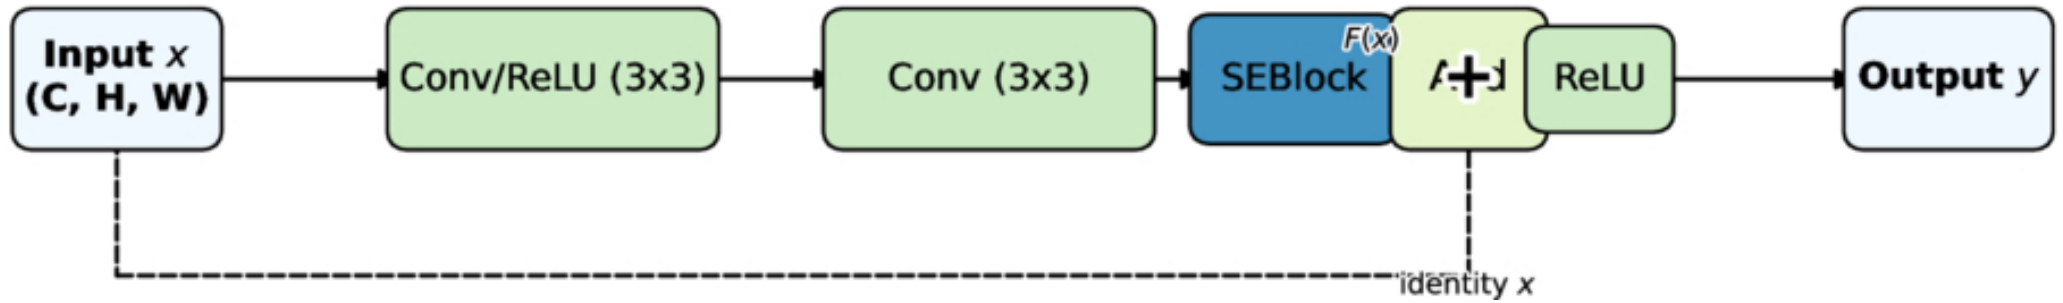 Input x
(C, H, W)
Conv/ReLU (3x3)
Conv (3x3)
SEBlock
F(x)
+
ReLU
Output y
identity x